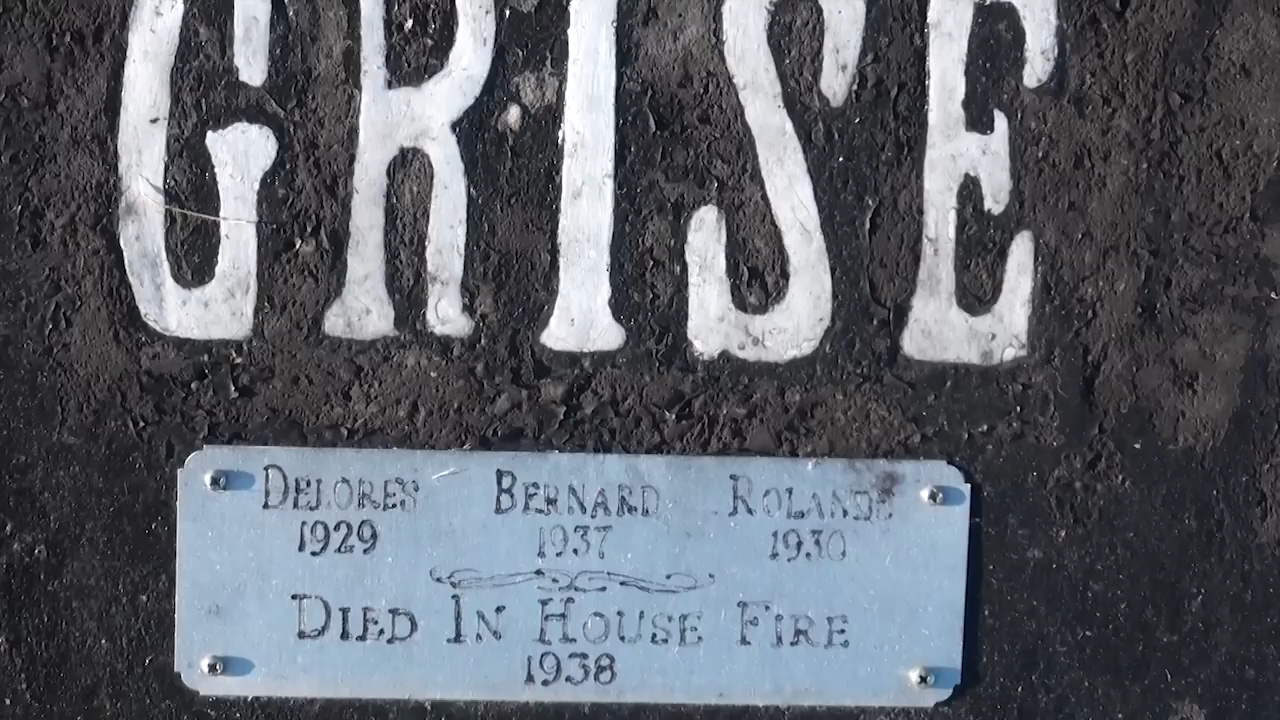 GRISE
DELORES BERNARD ROLANDE
1929 1937 1930
DIED IN HOUSE FIRE
1938